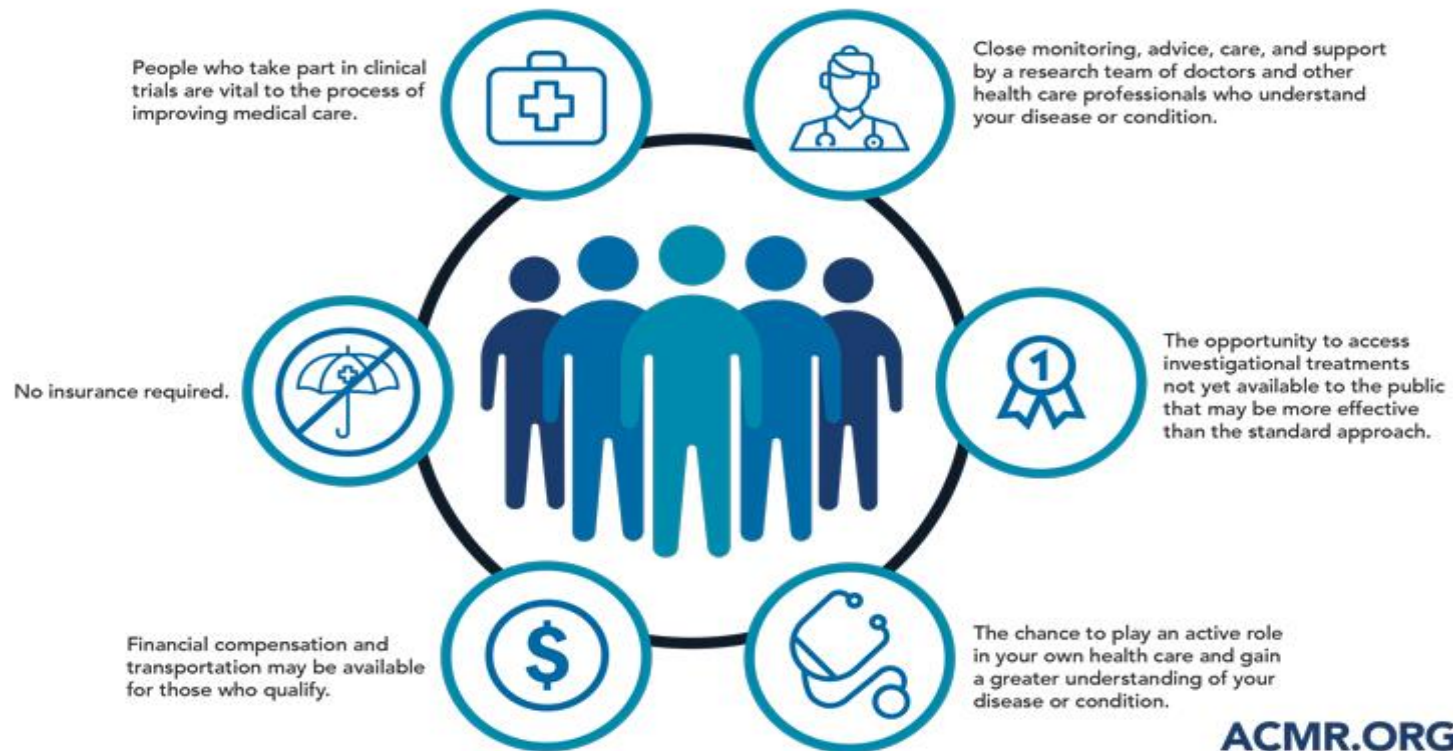 People who take part in clinical
trials are vital to the process of
improving medical care.
Close monitoring, advice, care, and support
by a research team of doctors and other
health care professionals who understand
your disease or condition.
No insurance required.
1
The opportunity to access
investigational treatments
not yet available to the public
that may be more effective
than the standard approach.
Financial compensation and
transportation may be available
for those who qualify.
$
The chance to play an active role
in your own health care and gain
a greater understanding of your
disease or condition.
ACMR.ORG